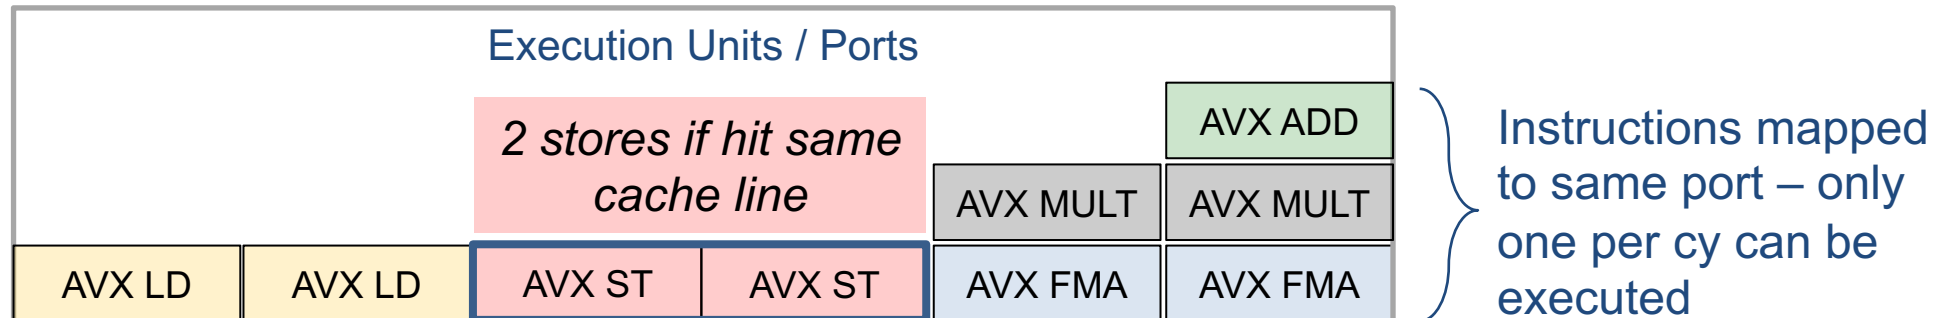 Execution Units / Ports
2 stores if hit same
cache line
AVX ADD
AVX MULT
AVX MULT
AVX LD
AVX LD
AVX ST
AVX ST
AVX FMA
AVX FMA
Instructions mapped
to same port – only
one per cy can be
executed